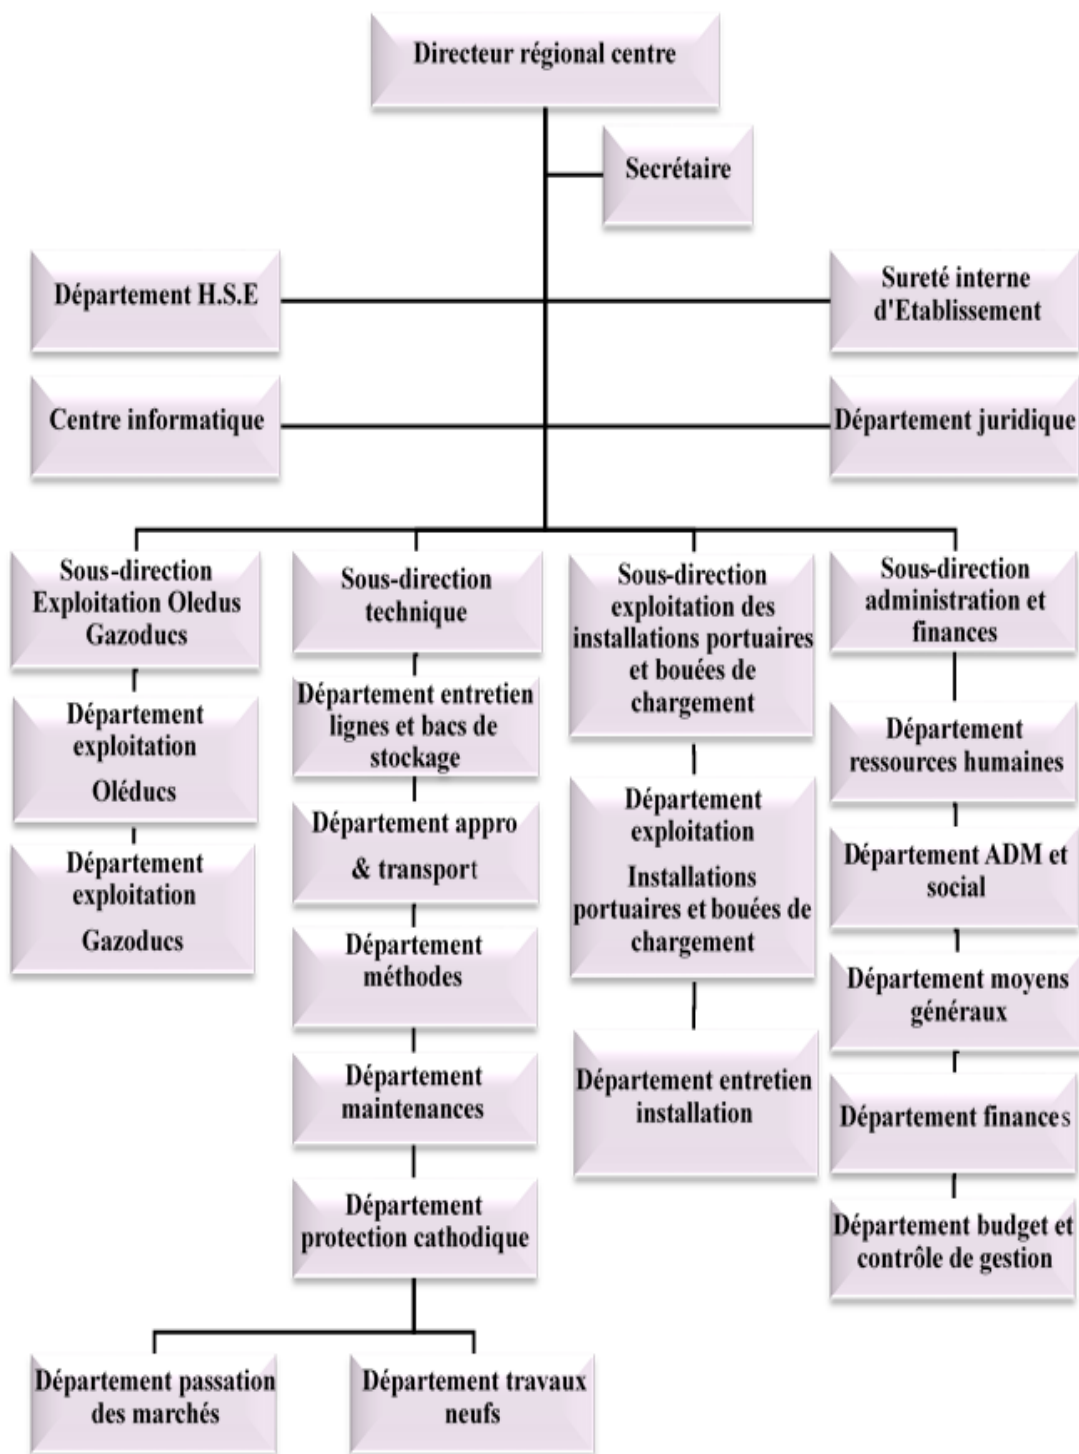 Directeur régional centre
Secrétaire
Département H.S.E
Sureté interne
d'Etablissement
Centre informatique
Département juridique
Sous-direction
Exploitation Oledus
Gazoducs
Département
exploitation
Oléducs
Département
exploitation
Gazoducs
Sous-direction
technique
Département entretien
lignes et bacs de
stockage
Département appro
& transport
Département
méthodes
Département
maintenances
Département
protection cathodique
Département passation
des marchés
Département travaux
neufs
Sous-direction
exploitation des
installations portuaires
et bouées de
chargement
Département
exploitation
Installations
portuaires et bouées de
chargement
Département entretien
installation
Sous-direction
administration et
finances
Département
ressources humaines
Département ADM et
social
Département moyens
généraux
Département finances
Département budget et
contrôle de gestion